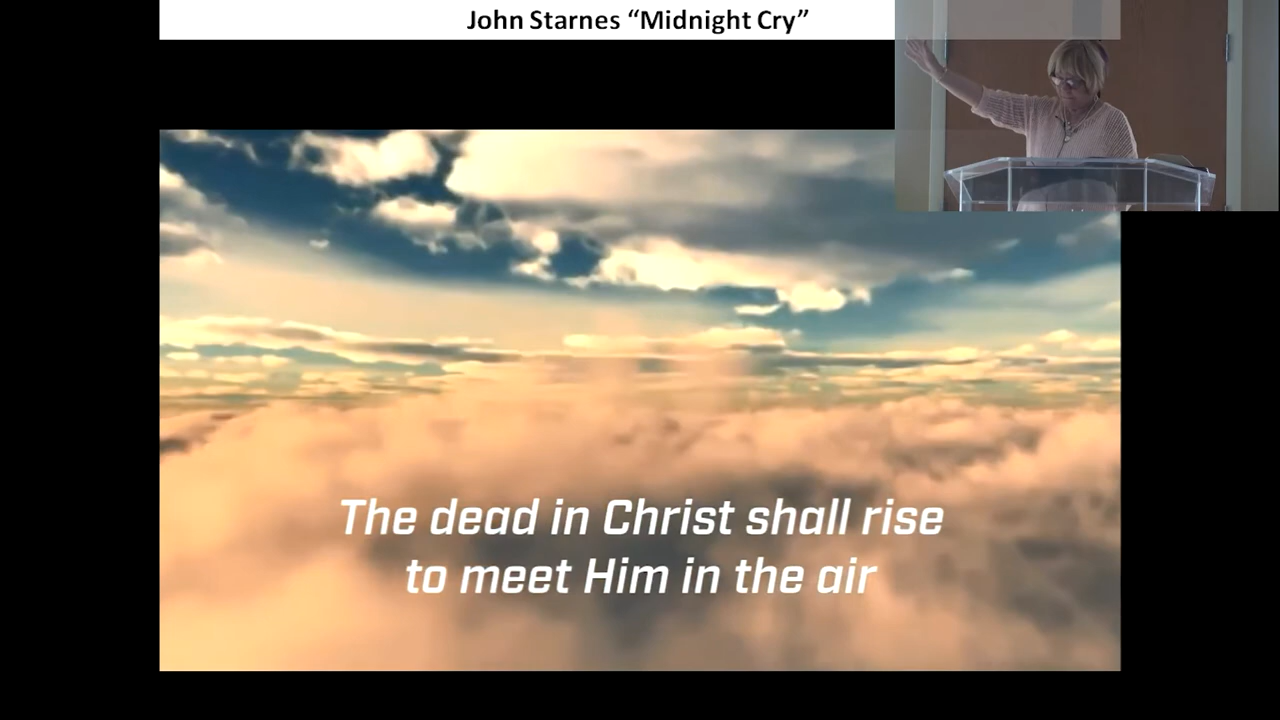 John Starnes “Midnight Cry”
The dead in Christ shall rise
to meet Him in the air